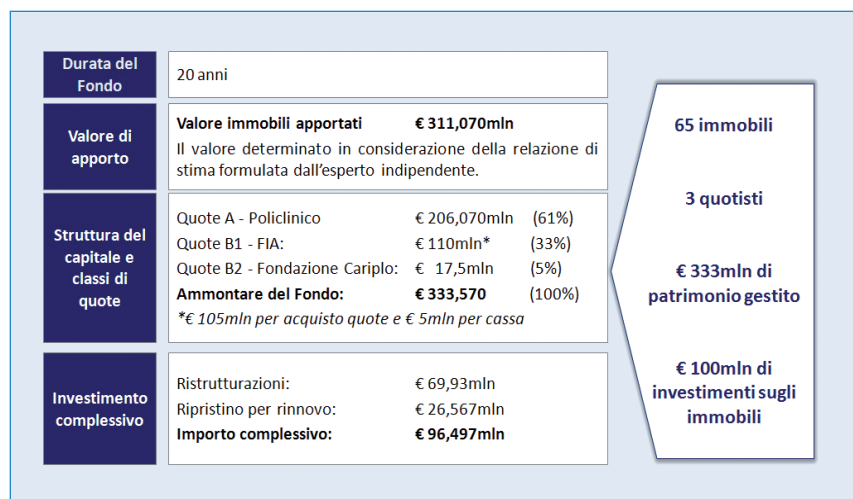 Durata del
Fondo
20 anni
Valore di
apporto
Valore immobili apportati € 311,070mln
Il valore determinato in considerazione della relazione di
stima formulata dall'esperto indipendente.
Struttura del
capitale e
classi di
quote
Quote A - Policlinico € 206,070mln (61%)
Quote B1 - FIA: € 110mln* (33%)
Quote B2 - Fondazione Cariplo: € 17,5mln (5%)
Ammontare del Fondo: € 333,570 (100%)
*€ 105mln per acquisto quote e € 5mln per cassa
Investimento
complessivo
Ristrutturazioni: € 69,93mln
Ripristino per rinnovo: € 26,567mln
Importo complessivo: € 96,497mln
65 immobili
3 quotisti
€ 333mln di
patrimonio gestito
€ 100mln di
investimenti sugli
immobili